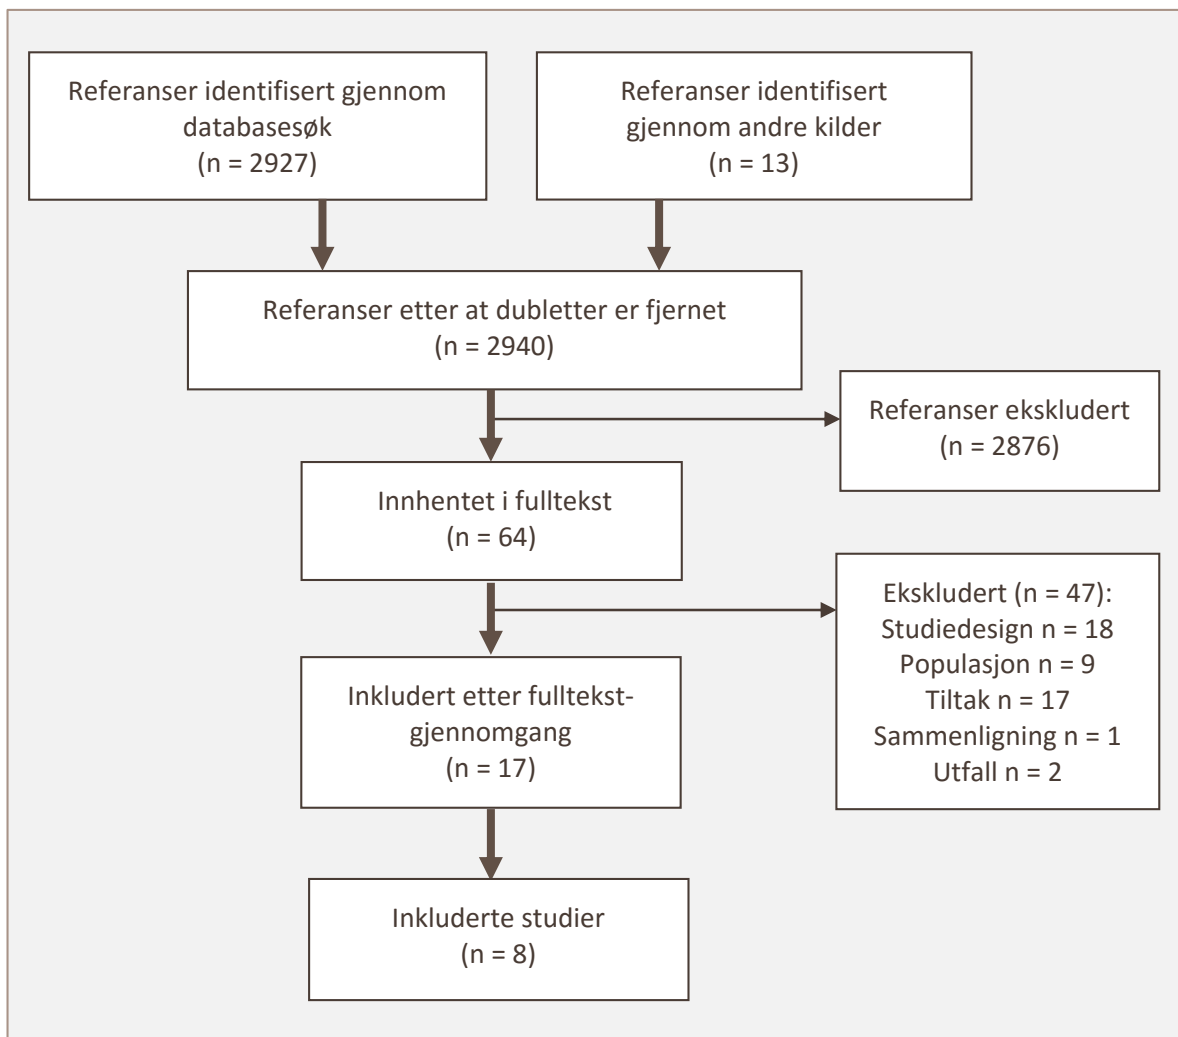 Referanser identifisert gjennom
databasesøk
(n = 2927)
Referanser identifisert
gjennom andre kilder
(n = 13)
Referanser etter at dubletter er fjernet
(n = 2940)
Referanser ekskludert
(n = 2876)
Innhentet i fulltekst
(n = 64)
Ekskludert (n = 47):
Studiedesign n = 18
Populasjon n = 9
Tiltak n = 17
Sammenligning n = 1
Utfall n = 2
Inkludert etter fulltekst-
gjennomgang
(n = 17)
Inkluderte studier
(n = 8)